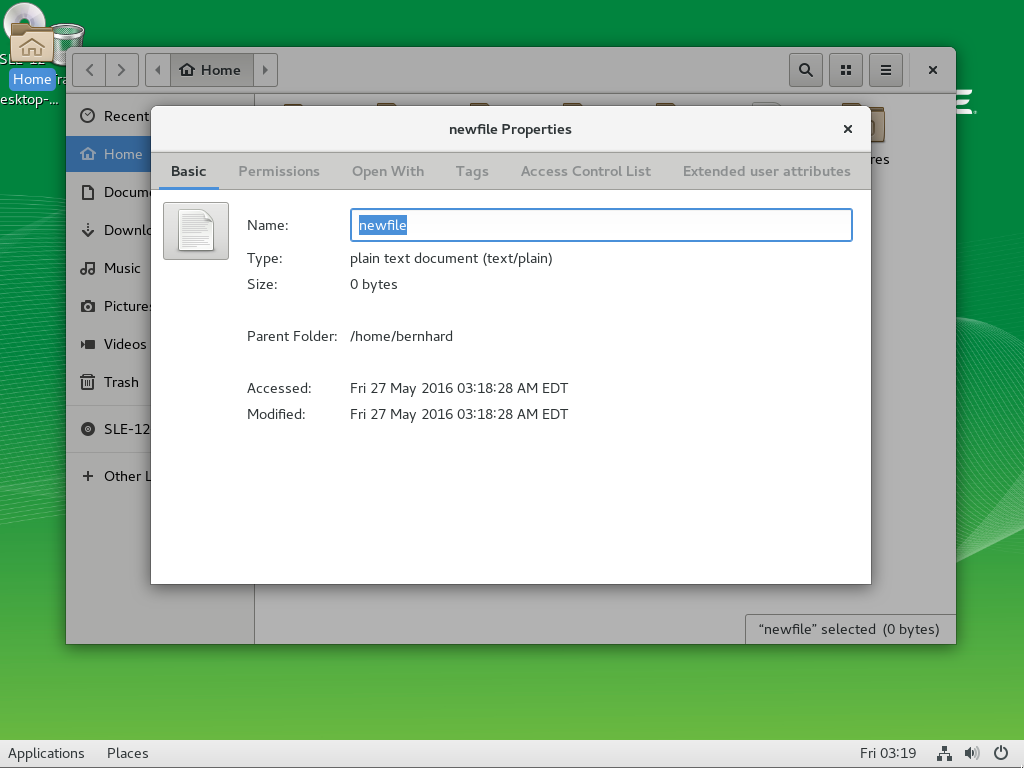 SLE-12
Home
esktop-...
Home
Recent
Home
Docum
Downlo
Music
Pictures
Videos
Trash
SLE-12
Other L
res
newfile Properties
Basic Permissions Open With Tags Access Control List Extended user attributes
Name: newfile
Type: plain text document (text/plain)
Size: 0 bytes
Parent Folder: /home/bernhard
Accessed: Fri 27 May 2016 03:18:28 AM EDT
Modified: Fri 27 May 2016 03:18:28 AM EDT
“newfile” selected (0 bytes)
Applications Places Fri 03:19